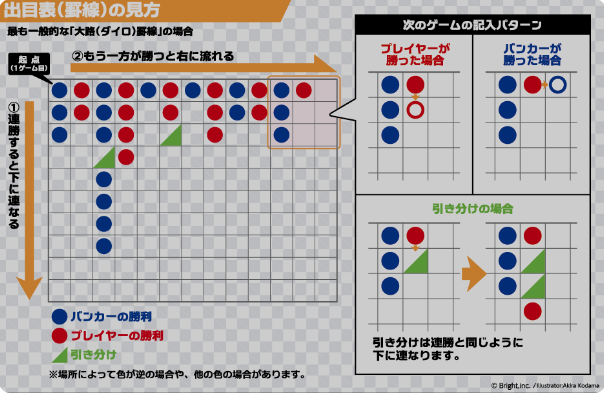 出目表(罫線)の見方
最も一般的な「大路(ダイロ)罫線」の場合
起点
(1ゲーム目)
②もう一方が勝つと右に流れる
①連勝すると下に連なる
次のゲームの記入パターン
プレイヤーが
勝った場合
バンカーが
勝った場合
引き分けの場合
引き分けは連勝と同じように
下に連なります。
バンカーの勝利
プレイヤーの勝利
引き分け
※場所によって色が逆の場合や、他の色の場合があります。
© Bright.inc. /Illustrator:Akira Kodama